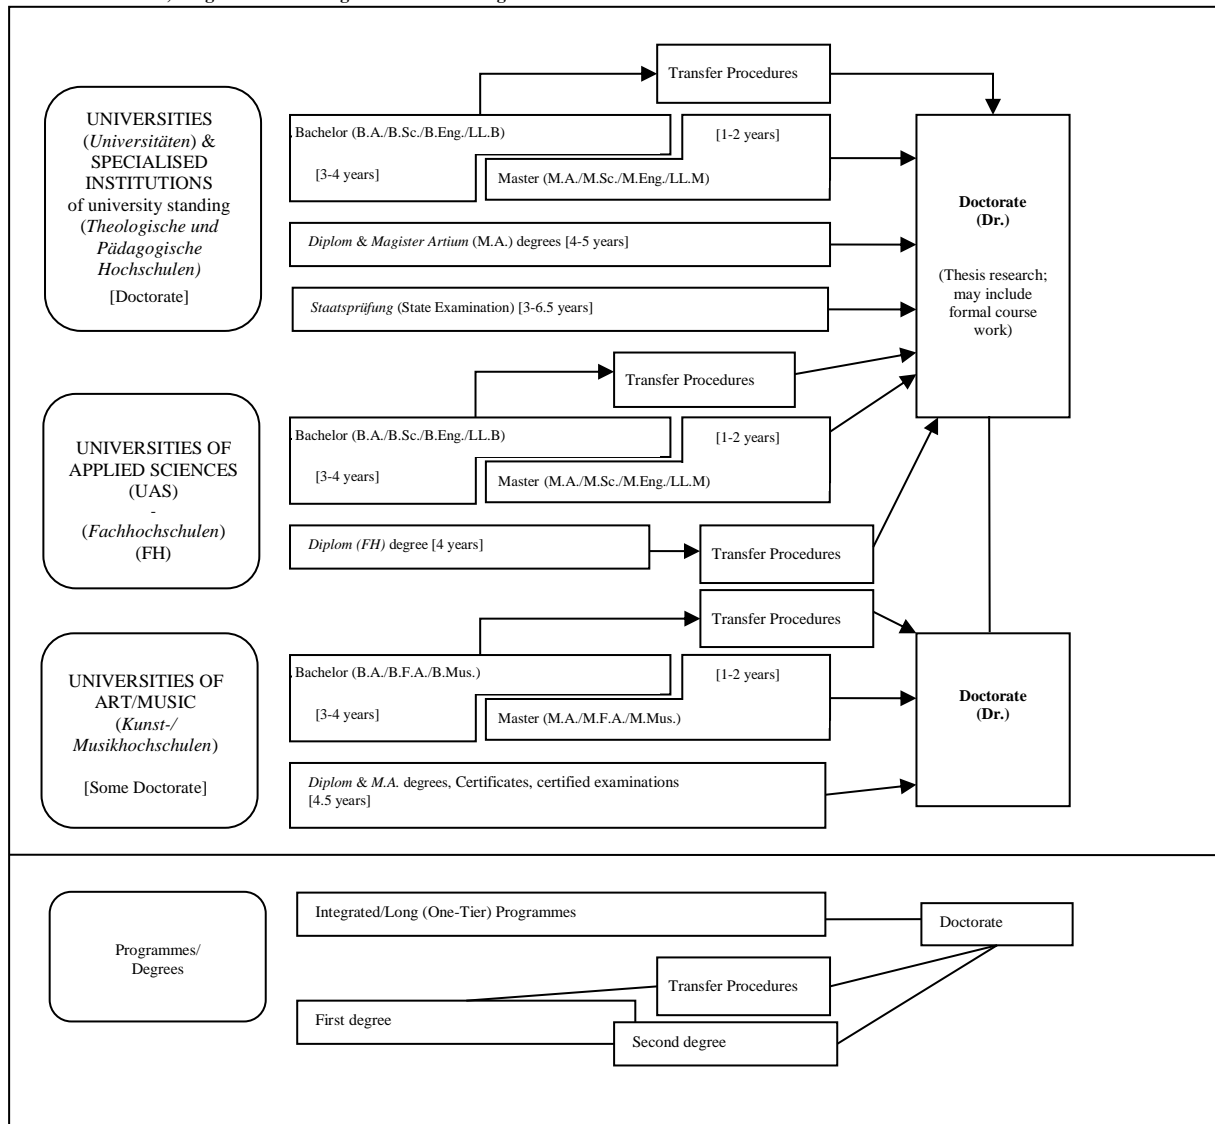 Transfer Procedures
UNIVERSITIES
(Universitäten) &
SPECIALISED
INSTITUTIONS
of university standing
(Theologische und
Pädagogische
Hochschulen)
[Doctorate]
Bachelor (B.A./B.Sc./B.Eng./LL.B)
[3-4 years]
[1-2 years]
Master (M.A./M.Sc./M.Eng./LL.M)
Diplom & Magister Artium (M.A.) degrees [4-5 years]
Staatsprüfung (State Examination) [3-6.5 years]
Doctorate
(Dr.)
(Thesis research;
may include
formal course
work)
Transfer Procedures
UNIVERSITIES OF
APPLIED SCIENCES
(UAS)
-
(Fachhochschulen)
(FH)
Bachelor (B.A./B.Sc./B.Eng./LL.B)
[3-4 years]
[1-2 years]
Master (M.A./M.Sc./M.Eng./LL.M)
Diplom (FH) degree [4 years]
Transfer Procedures
Transfer Procedures
UNIVERSITIES OF
ART/MUSIC
(Kunst-/
Musikhochschulen)
[Some Doctorate]
Bachelor (B.A./B.F.A./B.Mus.)
[3-4 years]
[1-2 years]
Master (M.A./M.F.A./M.Mus.)
Diplom & M.A. degrees, Certificates, certified examinations
[4.5 years]
Doctorate
(Dr.)
Programmes/
Degrees
Integrated/Long (One-Tier) Programmes
Doctorate
Transfer Procedures
First degree
Second degree